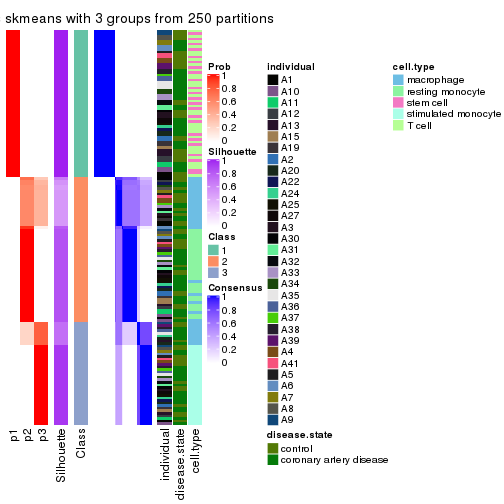 skmeans with 3 groups from 250 partitions
Prob
1
0.8
0.6
0.4
0.2
0
Silhouette
1
0.8
0.6
0.4
0.2
0
Class
1
2
3
Consensus
1
0.8
0.6
0.4
0.2
0
individual
A1
A10
A11
A12
A13
A15
A19
A2
A20
A22
A24
A25
A27
A3
A30
A31
A32
A33
A34
A35
A36
A37
A38
A39
A4
A41
A5
A6
A7
A8
A9
disease.state
control
coronary artery disease
cell.type
macrophage
resting monocyte
stem cell
stimulated monocyte
T cell
p1
p2
p3
Silhouette
Class
individual
disease.state
cell.type